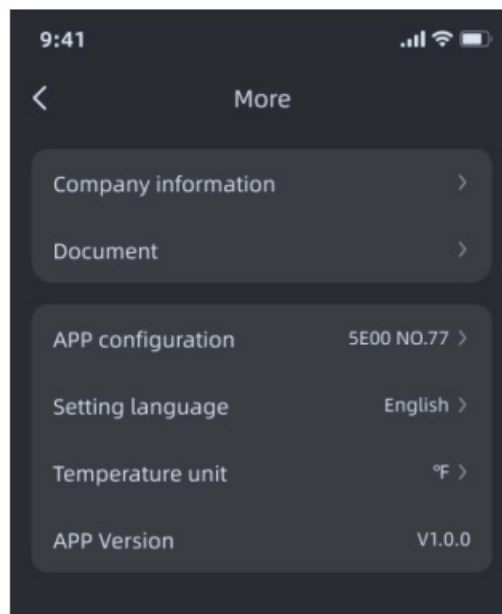 9:41
More
Company information
Document
APP configuration 5E00 NO.77
Setting language English
Temperature unit °F
APP Version V1.0.0